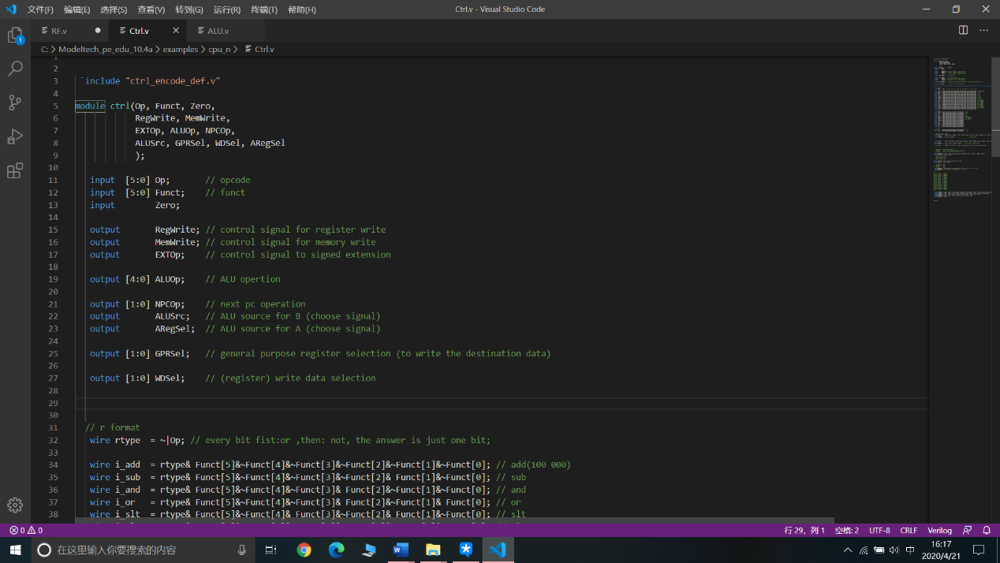 文件(F) 编辑(E) 选择(S) 查看(V) 转到(G) 运行(R) 终端(T) 帮助(H) Ctrl.v - Visual Studio Code
RF.v Ctrl.v ALU.v
C: > Modeltech_pe_edu_10.4a > examples > cpu_n > Ctrl.v
1
1
2
3 `include "ctrl_encode_def.v"
4
5 module ctrl(Op, Funct, Zero,
6 RegWrite, MemWrite,
7 EXTOp, ALUOp, NPCOp,
8 ALUSrc, GPRSel, WDSel, ARegSel
9 );
10
11 input [5:0] Op; // opcode
12 input [5:0] Funct; // funct
13 input Zero;
14
15 output RegWrite; // control signal for register write
16 output MemWrite; // control signal for memory write
17 output EXTOp; // control signal to signed extension
18
19 output [4:0] ALUOp; // ALU opertion
20
21 output [1:0] NPCOp; // next pc operation
22 output ALUSrc; // ALU source for B (choose signal)
23 output ARegSel; // ALU source for A (choose signal)
24
25 output [1:0] GPRSel; // general purpose register selection (to write the destination data)
26
27 output [1:0] WDSel; // (register) write data selection
28
29
30
31 // r format
32 wire rtype = ~|Op; // every bit fist:or ,then: not, the answer is just one bit;
33
34 wire i_add = rtype& Funct[5]&~Funct[4]&~Funct[3]&~Funct[2]&~Funct[1]&~Funct[0]; // add(100 000)
35 wire i_sub = rtype& Funct[5]&~Funct[4]&~Funct[3]&~Funct[2]& Funct[1]&~Funct[0]; // sub
36 wire i_and = rtype& Funct[5]&~Funct[4]&~Funct[3]& Funct[2]&~Funct[1]&~Funct[0]; // and
37 wire i_or = rtype& Funct[5]&~Funct[4]&~Funct[3]& Funct[2]&~Funct[1]& Funct[0]; // or
38 wire i_slt = rtype& Funct[5]&~Funct[4]& Funct[3]&~Funct[2]& Funct[1]&~Funct[0]; // slt
0 0 行 29，列 1 空格: 2 UTF-8 CRLF Verilog
在这里输入你要搜索的内容
中 16:17
2020/4/21